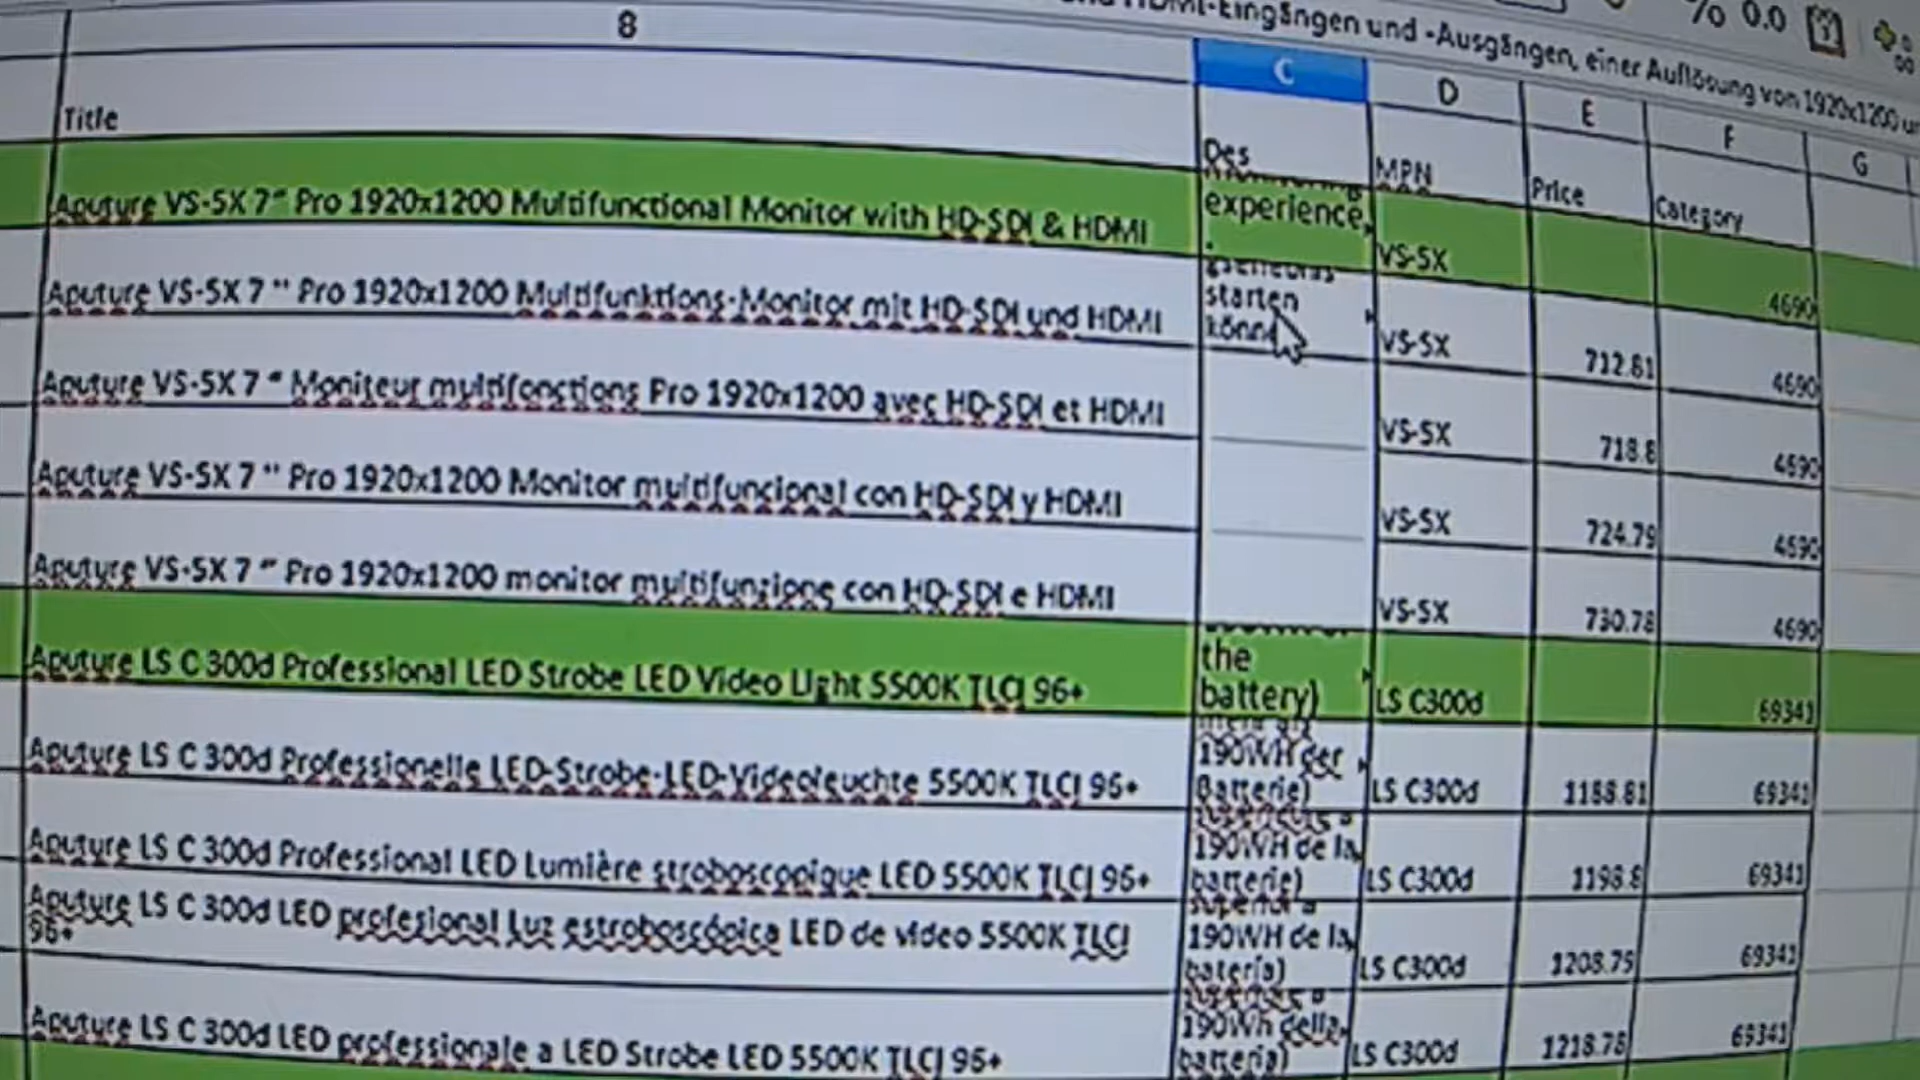 -Eingängen und -Ausgängen, einer Auflösung von 1920x1200
% 0.0
B C D E F G
Title Des MPN Price Category
Aputure VS-5X 7" Pro 1920x1200 Multifunctional Monitor with HD-SDI & HDMI experience, VS-5X 4690
Aputure VS-5X 7 " Pro 1920x1200 Multifunktions-Monitor mit HD-SDI und HDMI starten VS-5X 712.81 4690
Aputure VS-5X 7 " Moniteur multifonctions Pro 1920x1200 avec HD-SDI et HDMI VS-5X 718.8 4690
Aputure VS-5X 7 " Pro 1920x1200 Monitor multifuncional con HD-SDI y HDMI VS-5X 724.79 4690
Aputure VS-5X 7 " Pro 1920x1200 monitor multifunzione con HD-SDI e HDMI VS-5X 730.78 4690
Aputure LS C 300d Professional LED Strobe LED Video Light 5500K TLCI 96+ the battery) LS C300d 69341
Aputure LS C 300d Professionelle LED-Strobe-LED-Videoleuchte 5500K TLCI 96+ 190WH der Batterie) LS C300d 1188.81 69341
Aputure LS C 300d Professional LED Lumière stroboscopique LED 5500K TLCI 96+ 190WH de la batterie) LS C300d 1198.8 69341
Aputure LS C 300d LED profesional Luz estroboscópica LED de vídeo 5500K TLCI 96+ superior a 190WH de la batería) LS C300d 1208.79 69341
Aputure LS C 300d LED professionale a LED Strobe LED 5500K TLCI 96+ 190Wh della batteria) LS C300d 1218.78 69341